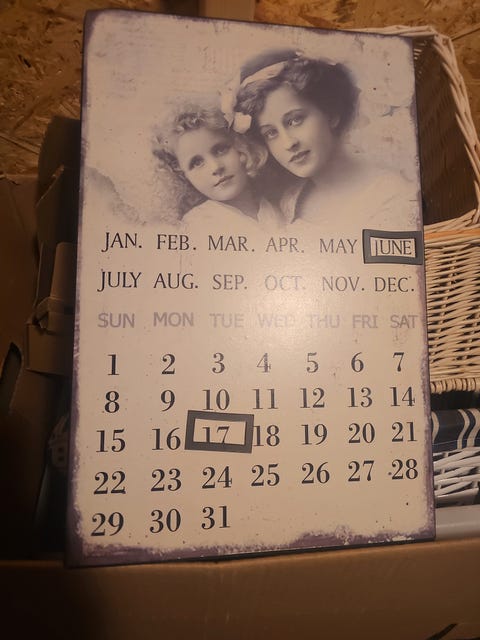 JAN. FEB. MAR. APR. MAY JUNE
JULY AUG. SEP. OCT. NOV. DEC.
SUN MON TUE WED THU FRI SAT
1 2 3 4 5 6 7
8 9 10 11 12 13 14
15 16 17 18 19 20 21
22 23 24 25 26 27 28
29 30 31